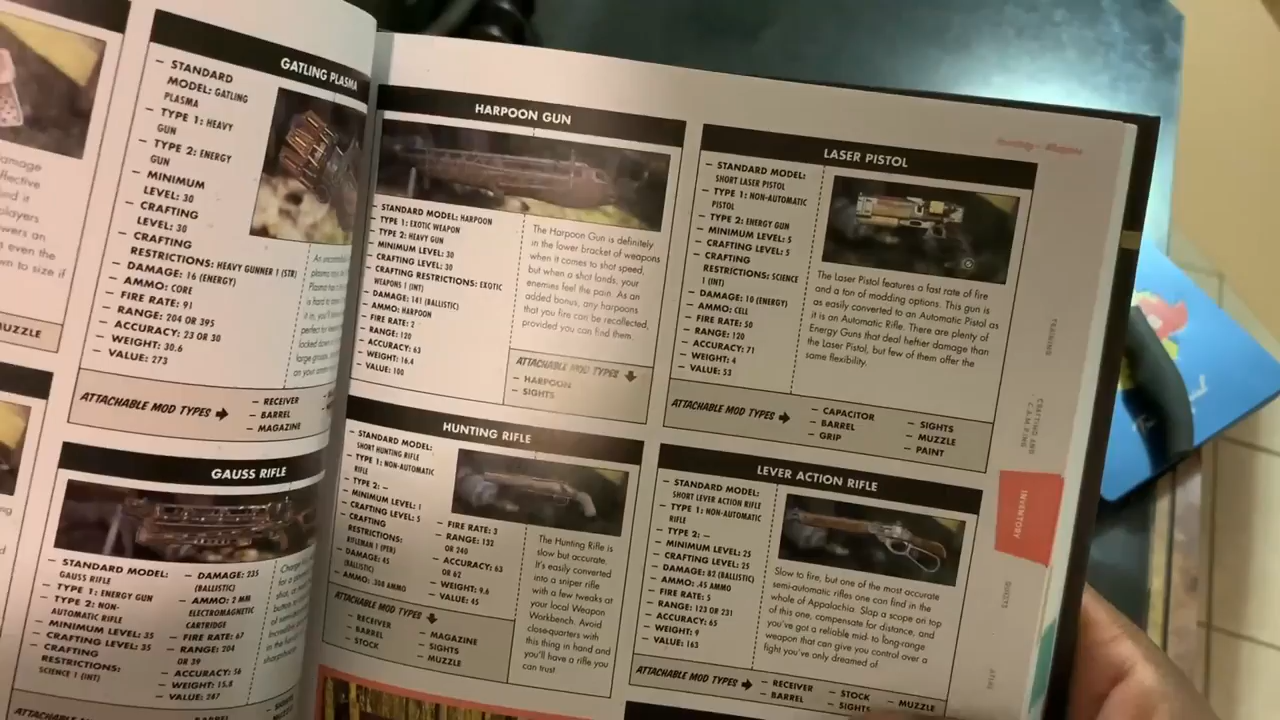 GATLING PLASMA
– STANDARD
MODEL: GATLING
PLASMA
– TYPE 1: HEAVY
GUN
– TYPE 2: ENERGY
GUN
– MINIMUM
LEVEL: 30
– CRAFTING
LEVEL: 30
– CRAFTING
RESTRICTIONS: HEAVY GUNNER 1 (STR)
– DAMAGE: 16 (ENERGY)
– AMMO: CORE
– FIRE RATE: 91
– RANGE: 204 OR 395
– ACCURACY: 23 OR 30
– WEIGHT: 30.6
– VALUE: 273
ATTACHABLE MOD TYPES
– RECEIVER
– BARREL
– MAGAZINE
GAUSS RIFLE
– STANDARD MODEL:
GAUSS RIFLE
– TYPE 1: ENERGY GUN
– TYPE 2: NON-
AUTOMATIC RIFLE
– MINIMUM LEVEL: 35
– CRAFTING LEVEL: 35
– CRAFTING
RESTRICTIONS:
SCIENCE 1 (INT)
– DAMAGE: 235
(BALLISTIC)
– AMMO: 2 MM
ELECTROMAGNETIC
CARTRIDGE
– FIRE RATE: 67
– RANGE: 204
OR 39
– ACCURACY: 56
– WEIGHT: 15.8
– VALUE: 247
HARPOON GUN
– STANDARD MODEL: HARPOON
– TYPE 1: EXOTIC WEAPON
– TYPE 2: HEAVY GUN
– MINIMUM LEVEL: 30
– CRAFTING LEVEL: 30
– CRAFTING RESTRICTIONS: EXOTIC
WEAPONS 1 (INT)
– DAMAGE: 141 (BALLISTIC)
– AMMO: HARPOON
– FIRE RATE: 2
– RANGE: 120
– ACCURACY: 63
– WEIGHT: 16.4
– VALUE: 100
The Harpoon Gun is definitely
in the lower bracket of weapons
when it comes to shot speed,
but when a shot lands, your
enemies feel the pain. As an
added bonus, any harpoons
that you fire can be recollected,
provided you can find them.
ATTACHABLE MOD TYPES
– HARPOON
– SIGHTS
LASER PISTOL
– STANDARD MODEL:
SHORT LASER PISTOL
– TYPE 1: NON-AUTOMATIC
PISTOL
– TYPE 2: ENERGY GUN
– MINIMUM LEVEL: 5
– CRAFTING LEVEL: 5
– CRAFTING
RESTRICTIONS: SCIENCE
1 (INT)
– DAMAGE: 10 (ENERGY)
– AMMO: CELL
– FIRE RATE: 50
– RANGE: 120
– ACCURACY: 71
– WEIGHT: 4
– VALUE: 53
The Laser Pistol features a fast rate of fire
and a ton of modding options. This gun is
as easily converted to an Automatic Pistol as
it is an Automatic Rifle. There are plenty of
Energy Guns that deal heftier damage than
the Laser Pistol, but few of them offer the
same flexibility.
ATTACHABLE MOD TYPES
– CAPACITOR
– BARREL
– GRIP
– SIGHTS
– MUZZLE
– PAINT
HUNTING RIFLE
– STANDARD MODEL:
SHORT HUNTING RIFLE
– TYPE 1: NON-AUTOMATIC
RIFLE
– TYPE 2: –
– MINIMUM LEVEL: 1
– CRAFTING LEVEL: 5
– CRAFTING
RESTRICTIONS:
RIFLEMAN 1 (PER)
– DAMAGE: 45
(BALLISTIC)
– AMMO: .308 AMMO
– FIRE RATE: 3
– RANGE: 132
OR 240
– ACCURACY: 63
OR 62
– WEIGHT: 9.6
– VALUE: 45
The Hunting Rifle is
slow but accurate.
It's easily converted
into a sniper rifle
with a few tweaks at
your local Weapon
Workbench. Avoid
close-quarters with
this thing in hand and
you'll have a rifle you
can trust.
ATTACHABLE MOD TYPES
– RECEIVER
– BARREL
– STOCK
– MAGAZINE
– SIGHTS
– MUZZLE
LEVER ACTION RIFLE
– STANDARD MODEL:
SHORT LEVER ACTION RIFLE
– TYPE 1: NON-AUTOMATIC
RIFLE
– TYPE 2: –
– MINIMUM LEVEL: 25
– CRAFTING LEVEL: 25
– DAMAGE: 82 (BALLISTIC)
– AMMO: .45 AMMO
– FIRE RATE: 5
– RANGE: 123 OR 231
– ACCURACY: 65
– WEIGHT: 9
– VALUE: 163
Slow to fire, but one of the most accurate
semi-automatic rifles one can find in the
whole of Appalachia. Slap a scope on top
of this one, compensate for distance, and
you've got a reliable mid- to long-range
weapon that can give you control over a
fight you've only dreamed of.
ATTACHABLE MOD TYPES
– RECEIVER
– BARREL
– STOCK
– SIGHTS
– MUZZLE
TRAINING
CRAFTING AND
C.A.M.P.ING
INVENTORY
QUESTS
ATLAS